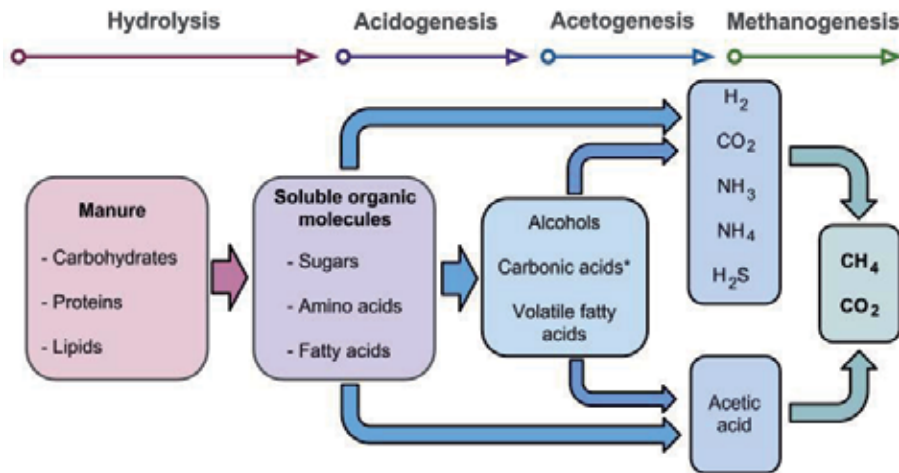 Hydrolysis
Acidogenesis
Acetogenesis
Methanogenesis
Manure
- Carbohydrates
- Proteins
- Lipids
Soluble organic
molecules
- Sugars
- Amino acids
- Fatty acids
Alcohols
Carbonic acids*
Volatile fatty
acids
H₂
CO₂
NH₃
NH₄
H₂S
Acetic
acid
CH₄
CO₂